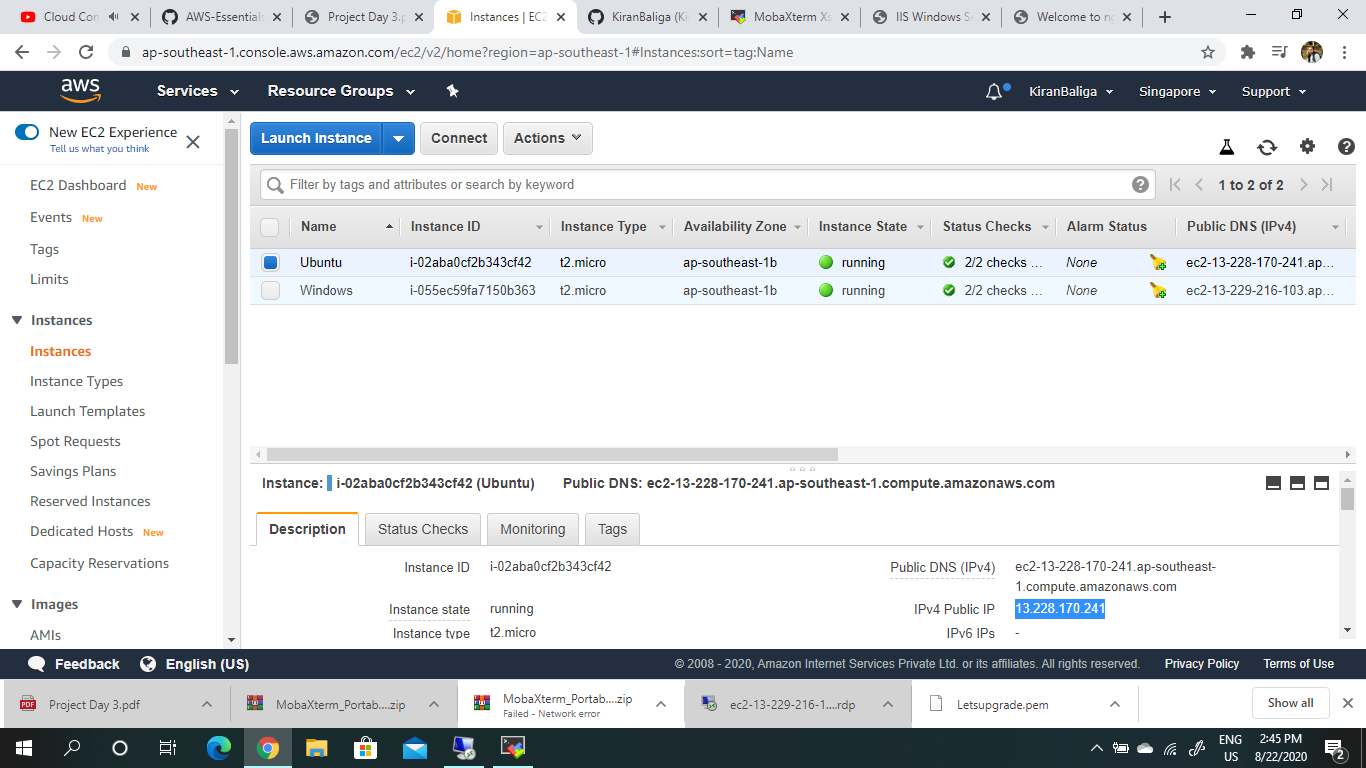 Cloud Con
AWS-Essentials
Project Day 3.p
Instances | EC2
KiranBaliga (Ki
MobaXterm Xs
IIS Windows S
Welcome to n
ap-southeast-1.console.aws.amazon.com/ec2/v2/home?region=ap-southeast-1#Instances:sort=tag:Name
aws Services Resource Groups KiranBaliga Singapore Support
New EC2 Experience
Tell us what you think
EC2 Dashboard New
Events New
Tags
Limits
Instances
Instances
Instance Types
Launch Templates
Spot Requests
Savings Plans
Reserved Instances
Dedicated Hosts New
Capacity Reservations
Images
AMIs
Launch Instance Connect Actions
Filter by tags and attributes or search by keyword 1 to 2 of 2
Name Instance ID Instance Type Availability Zone Instance State Status Checks Alarm Status Public DNS (IPv4)
Ubuntu i-02aba0cf2b343cf42 t2.micro ap-southeast-1b running 2/2 checks ... None ec2-13-228-170-241.ap...
Windows i-055ec59fa7150b363 t2.micro ap-southeast-1b running 2/2 checks ... None ec2-13-229-216-103.ap...
Instance: i-02aba0cf2b343cf42 (Ubuntu) Public DNS: ec2-13-228-170-241.ap-southeast-1.compute.amazonaws.com
Description Status Checks Monitoring Tags
Instance ID i-02aba0cf2b343cf42
Instance state running
Instance type t2.micro
Public DNS (IPv4) ec2-13-228-170-241.ap-southeast-
1.compute.amazonaws.com
IPv4 Public IP 13.228.170.241
IPv6 IPs -
Feedback English (US) © 2008 - 2020, Amazon Internet Services Private Ltd. or its affiliates. All rights reserved. Privacy Policy Terms of Use
Project Day 3.pdf
MobaXterm_Portab....zip
MobaXterm_Portab....zip
Failed - Network error
ec2-13-229-216-1....rdp
Letsupgrade.pem
Show all
ENG
US
2:45 PM
8/22/2020
2